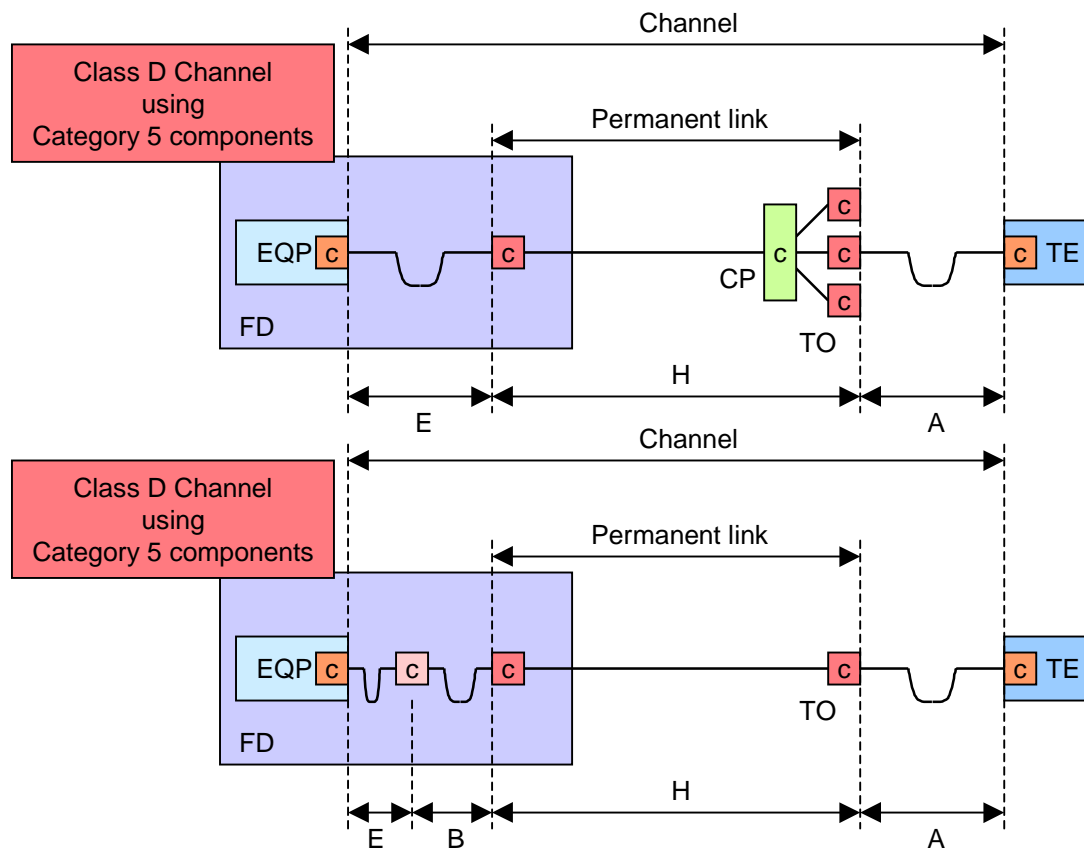 Channel
Class D Channel
using
Category 5 components
Permanent link
c
EQP c c c c c TE
CP
c
FD
TO
H
E A
Channel
Class D Channel
using
Category 5 components
Permanent link
EQP c c c c c TE
TO
FD
H
E B A